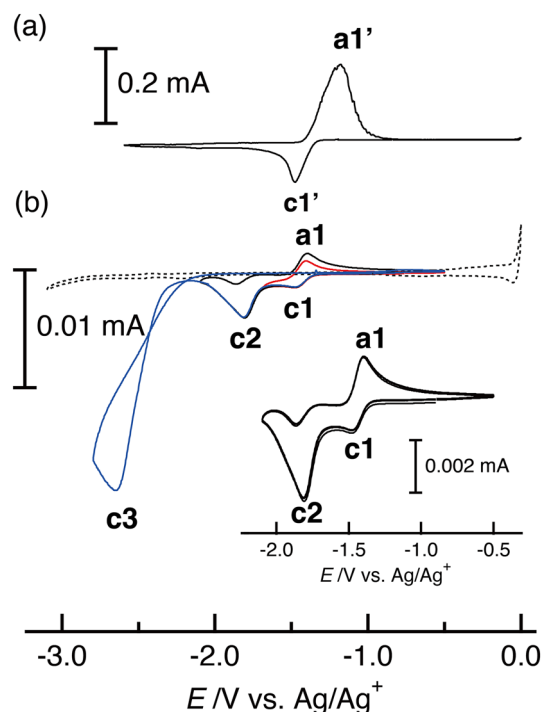 (a)
a1’
0.2 mA
c1’
(b)
a1
0.01 mA
c1
c2
a1
c1
0.002 mA
c3
c2
-2.0 -1.5 -1.0 -0.5
E /V vs. Ag/Ag+
-3.0 -2.0 -1.0 0.0
E /V vs. Ag/Ag+